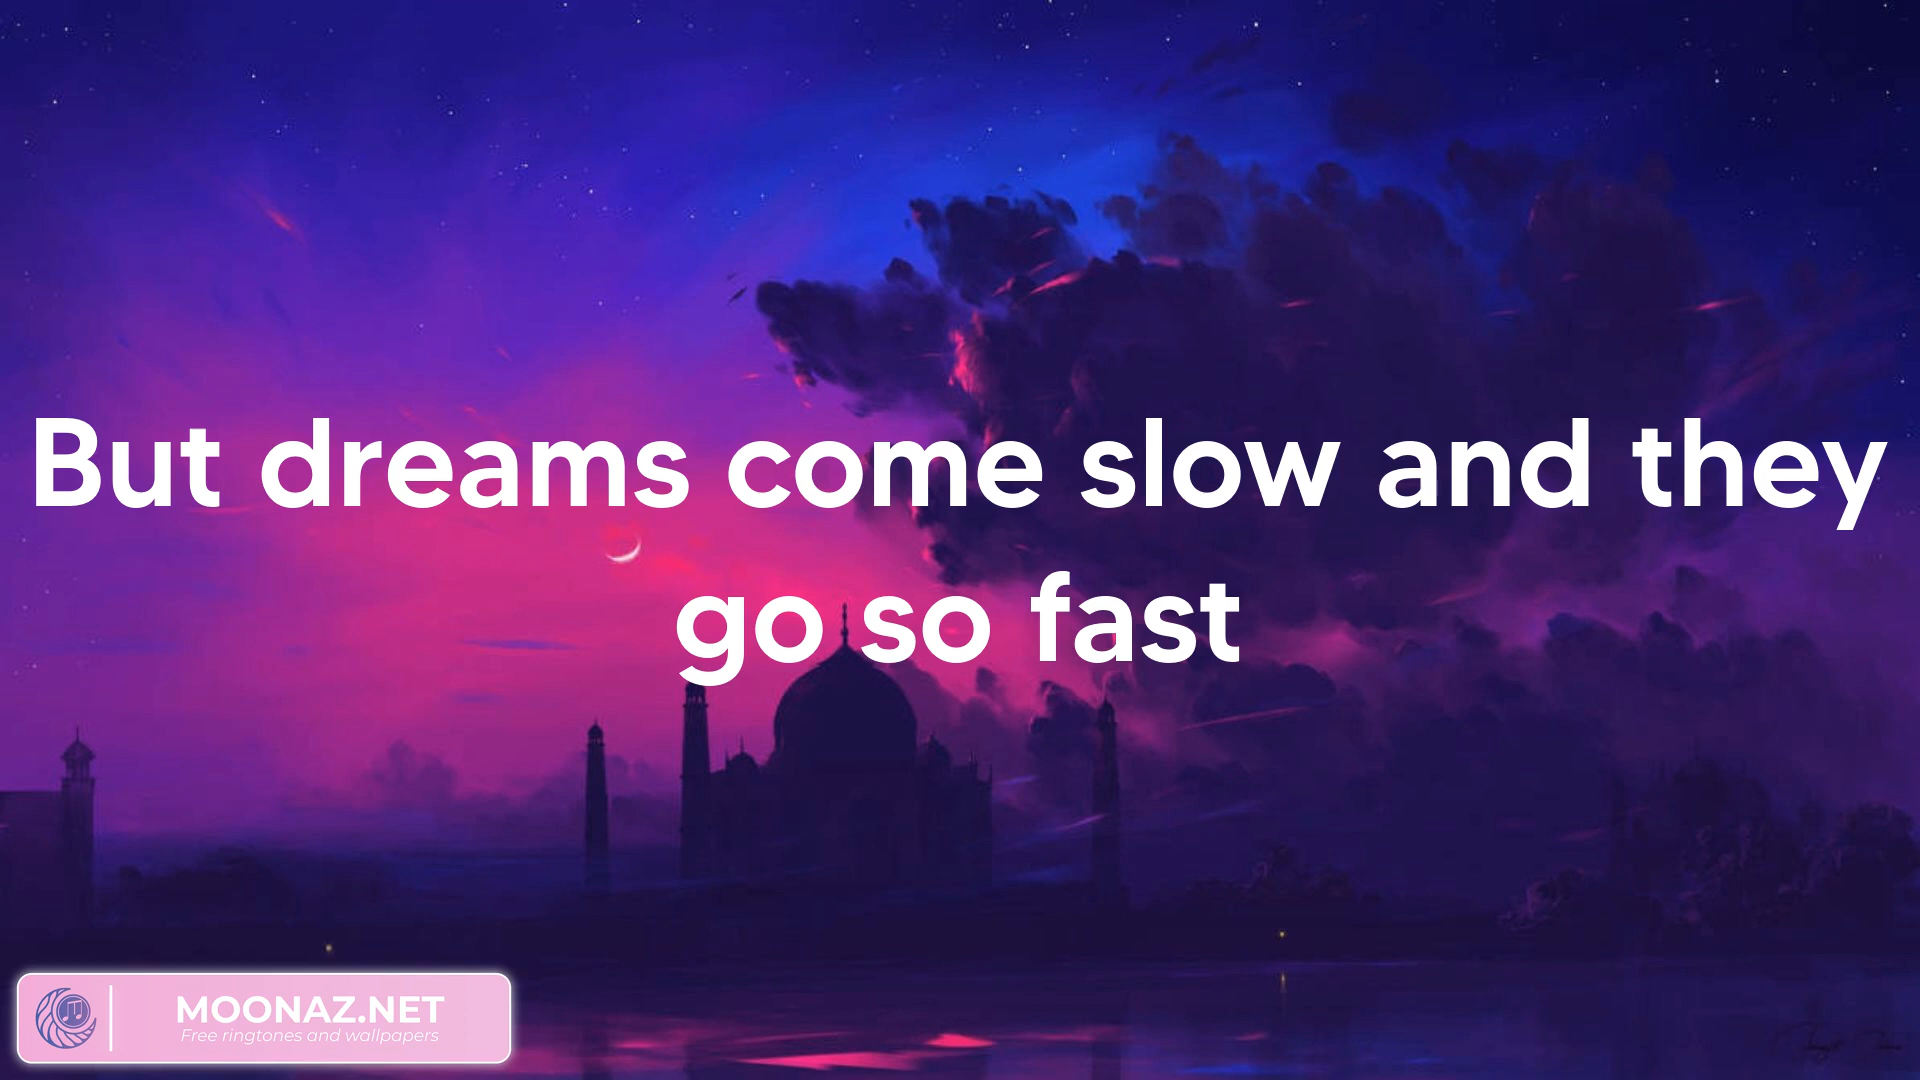 But dreams come slow and they
go so fast
MOONAZ.NET
Free ringtones and wallpapers